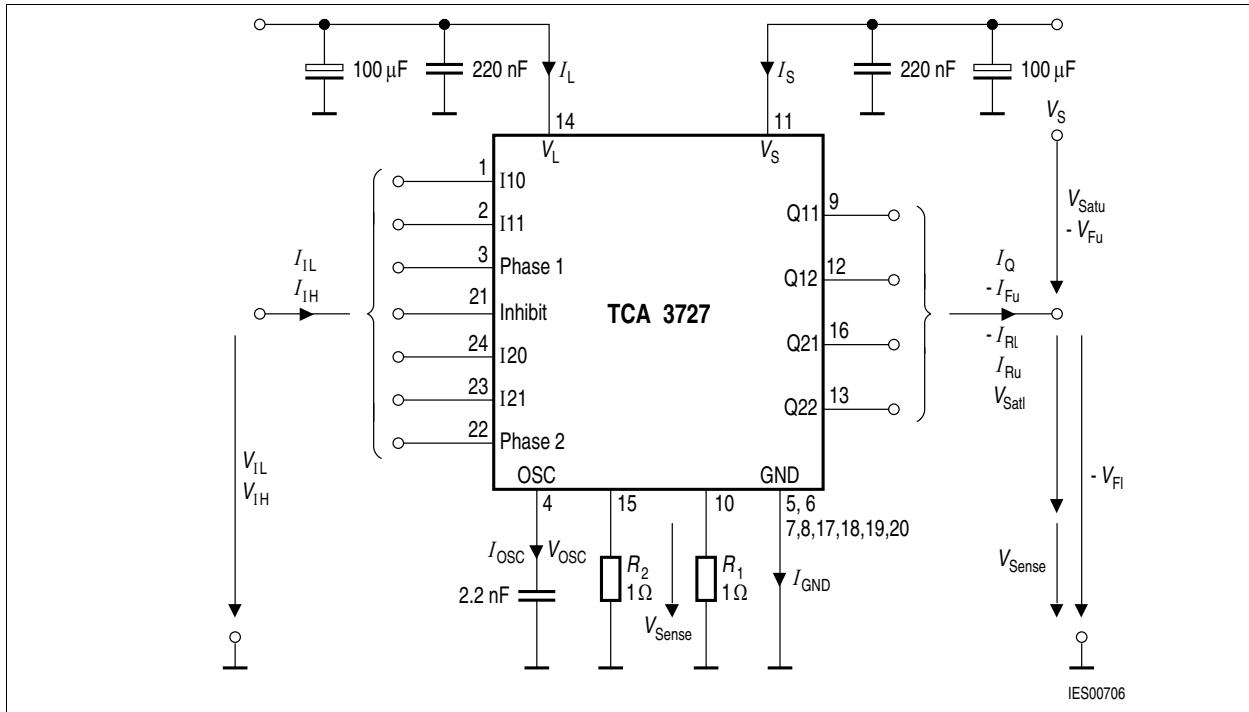 100 µF
220 nF
I_L
I_S
220 nF
100 µF
14
11
V_S
V_L
V_S
1
I10
2
I11
3
Phase 1
21
Inhibit
24
I20
23
I21
22
Phase 2
I_IL
I_IH
V_IL
V_IH
TCA 3727
Q11
9
Q12
12
Q21
16
Q22
13
V_Satu
- V_Fu
I_Q
- I_Fu
- I_Rl
I_Ru
V_Satl
- V_Fl
V_Sense
OSC
GND
4
15
10
5, 6
7,8,17,18,19,20
I_OSC
V_OSC
2.2 nF
R_2
1Ω
V_Sense
R_1
1Ω
I_GND
IES00706